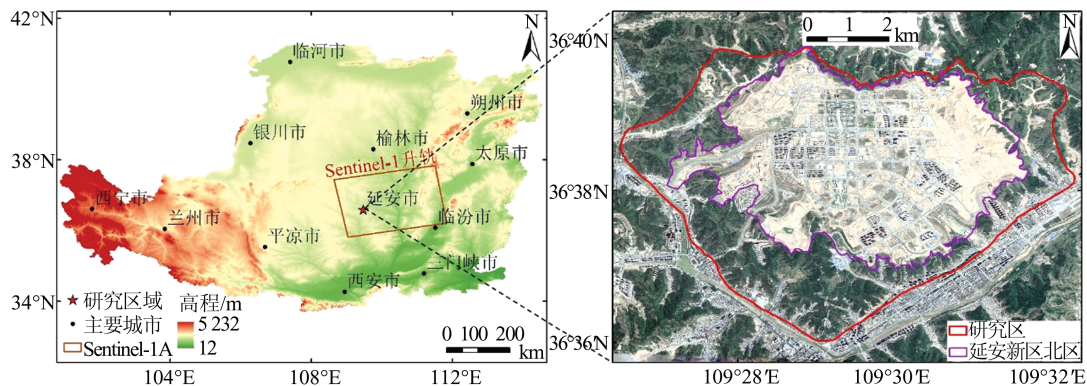 42°N
38°N
34°N
104°E
108°E
112°E
N
临河市
朔州市
银川市
榆林市
太原市
Sentinel-1升轨
西宁市
延安市
兰州市
临汾市
平凉市
三门峡市
西安市
研究区域
主要城市
Sentinel-1A
高程/m
5 232
12
0 100 200
km
36°40′N
36°38′N
36°36′N
109°28′E
109°30′E
109°32′E
0 1 2
km
N
研究区
延安新区北区